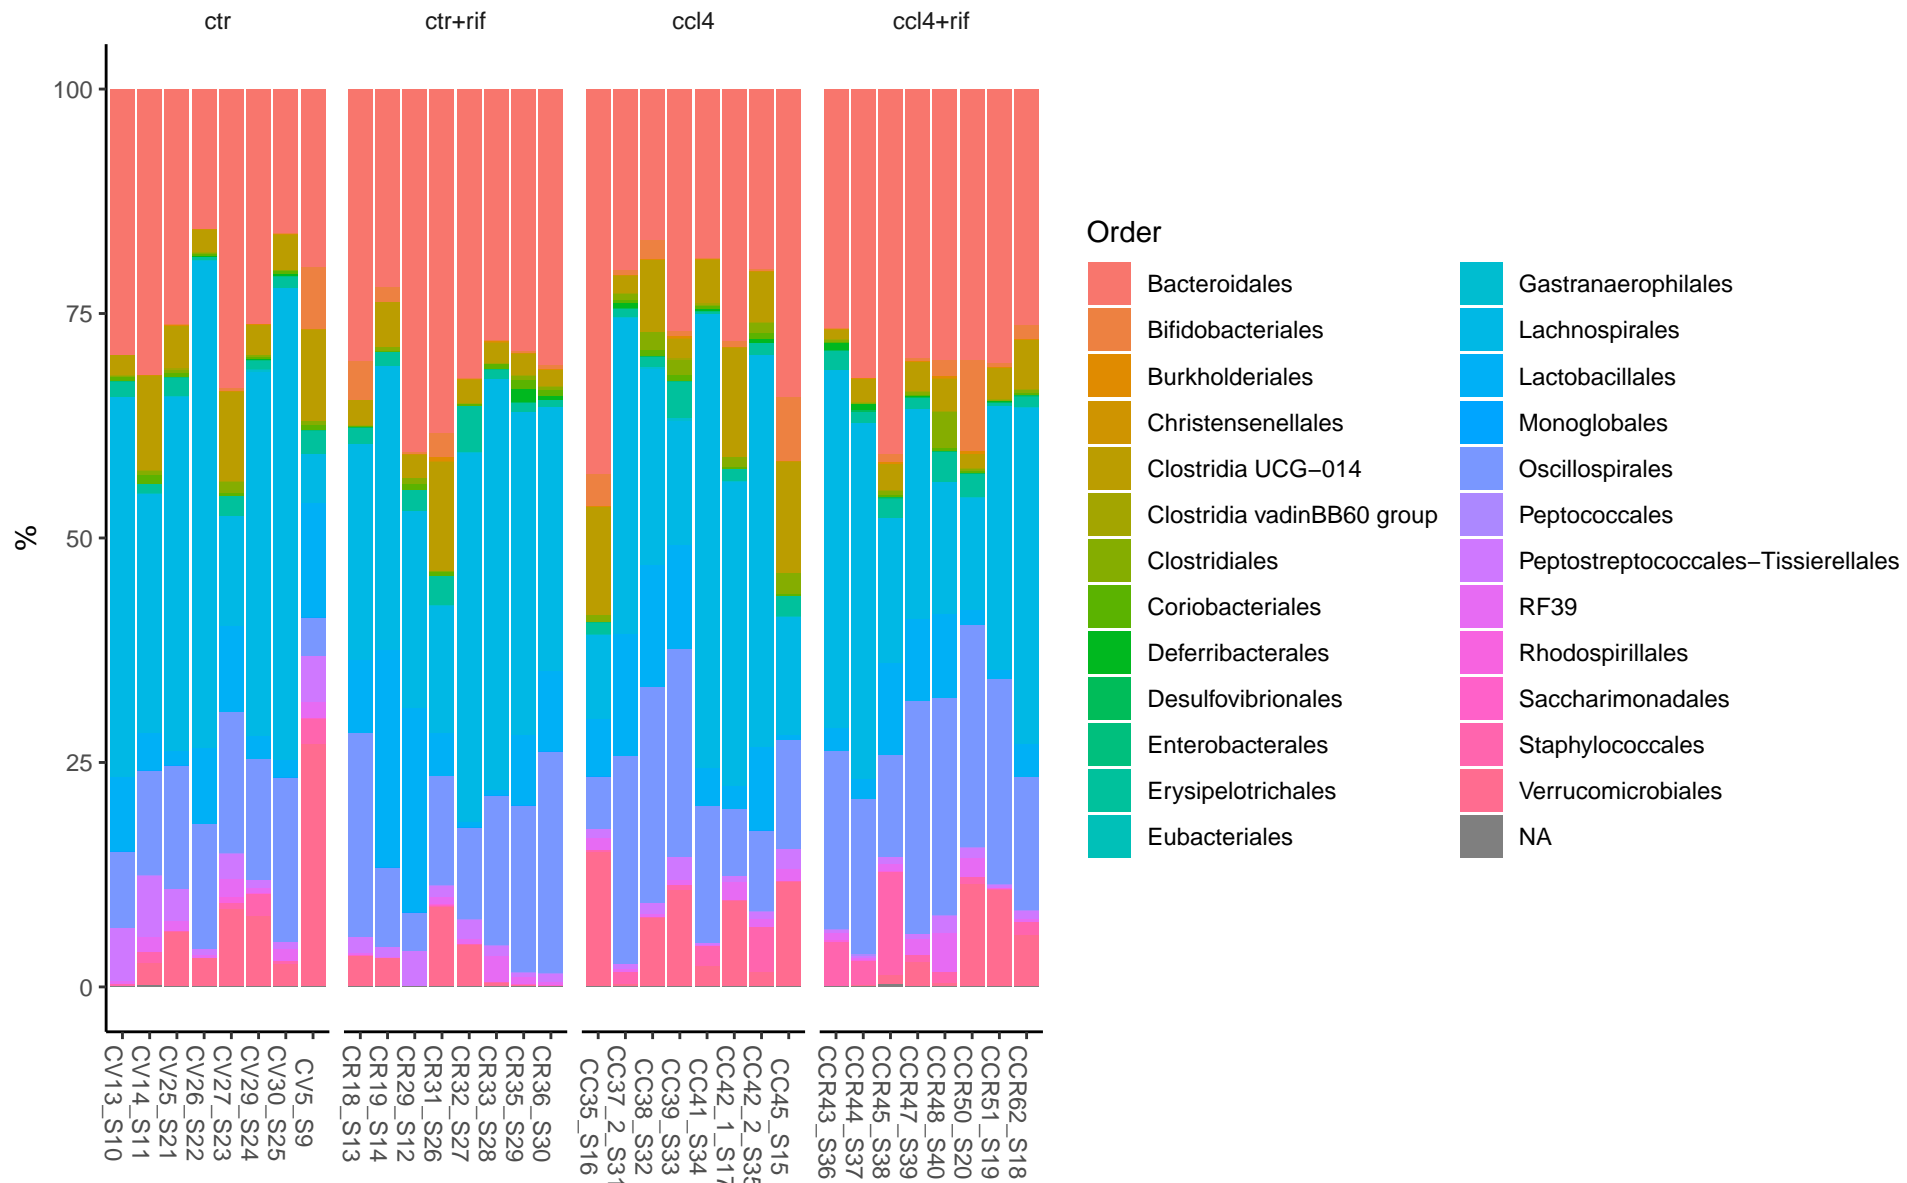 ctr ctr+rif ccl4 ccl4+rif
100
75
50
25
0
%
CV13_S10
CV14_S11
CV25_S21
CV26_S22
CV27_S23
CV29_S24
CV30_S25
CV5_S9
CR18_S13
CR19_S14
CR29_S12
CR31_S26
CR32_S27
CR33_S28
CR35_S29
CR36_S30
CC35_S16
CC37_2_S31
CC38_S32
CC39_S33
CC41_S34
CC42_1_S17
CC42_2_S35
CC45_S15
CCR43_S36
CCR44_S37
CCR45_S38
CCR47_S39
CCR48_S40
CCR50_S20
CCR51_S19
CCR62_S18
Order
Bacteroidales
Bifidobacteriales
Burkholderiales
Christensenellales
Clostridia UCG−014
Clostridia vadinBB60 group
Clostridiales
Coriobacteriales
Deferribacterales
Desulfovibrionales
Enterobacterales
Erysipelotrichales
Eubacteriales
Gastranaerophilales
Lachnospirales
Lactobacillales
Monoglobales
Oscillospirales
Peptococcales
Peptostreptococcales−Tissierellales
RF39
Rhodospirillales
Saccharimonadales
Staphylococcales
Verrucomicrobiales
NA